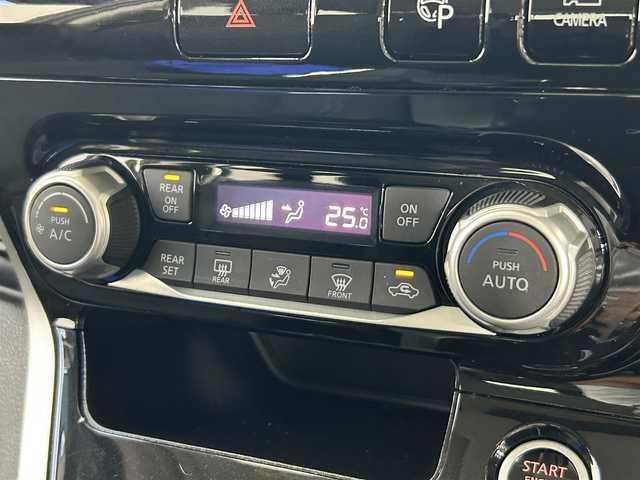 P
CAMERA
REAR
ON
OFF
PUSH
A/C
25.0
°C
ON
OFF
PUSH
AUTO
REAR
SET
REAR
FRONT
START